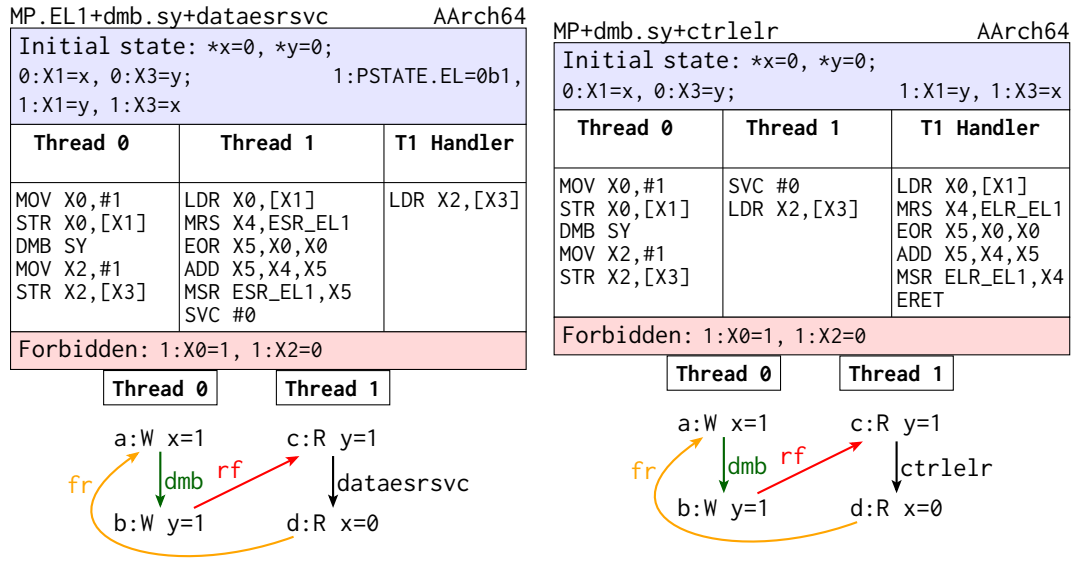 MP.EL1+dmb.sy+dataesrsvc AArch64
Initial state: *x=0, *y=0;
0:X1=x, 0:X3=y; 1:PSTATE.EL=0b1,
1:X1=y, 1:X3=x
Thread 0 Thread 1 T1 Handler
MOV X0,#1 LDR X0,[X1] LDR X2,[X3]
STR X0,[X1] MRS X4,ESR_EL1
DMB SY EOR X5,X0,X0
MOV X2,#1 ADD X5,X4,X5
STR X2,[X3] MSR ESR_EL1,X5
SVC #0
Forbidden: 1:X0=1, 1:X2=0
Thread 0 Thread 1
a:W x=1 c:R y=1
fr dmb rf dataesrsvc
b:W y=1 d:R x=0
MP+dmb.sy+ctrlelr AArch64
Initial state: *x=0, *y=0;
0:X1=x, 0:X3=y; 1:X1=y, 1:X3=x
Thread 0 Thread 1 T1 Handler
MOV X0,#1 SVC #0 LDR X0,[X1]
STR X0,[X1] LDR X2,[X3] MRS X4,ELR_EL1
DMB SY EOR X5,X0,X0
MOV X2,#1 ADD X5,X4,X5
STR X2,[X3] MSR ELR_EL1,X4
ERET
Forbidden: 1:X0=1, 1:X2=0
Thread 0 Thread 1
a:W x=1 c:R y=1
fr dmb rf ctrlelr
b:W y=1 d:R x=0